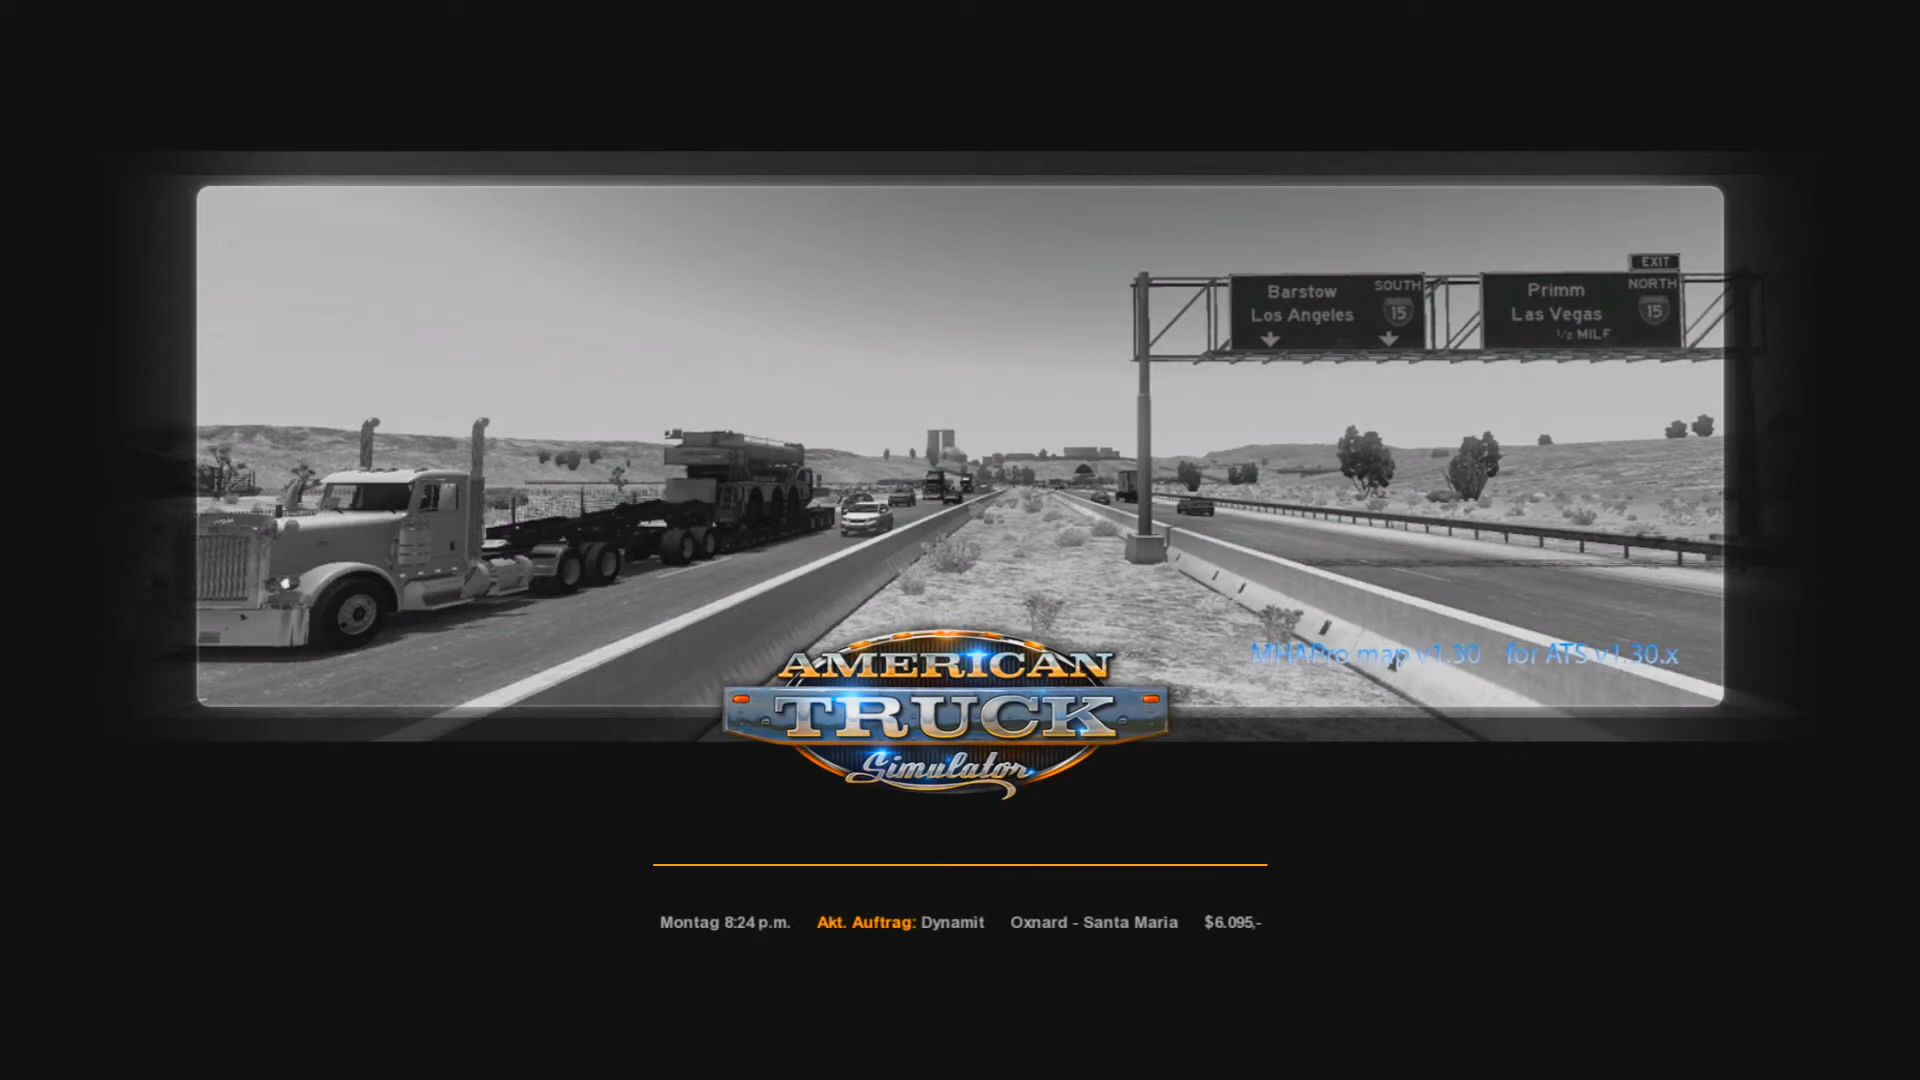 EXIT
Barstow
Los Angeles
SOUTH
15
Primm
Las Vegas
1/2 MILE
NORTH
15
MHAPro map v1.30 for ATS v1.30.x
AMERICAN
TRUCK
Simulator
Montag 8:24 p.m. Akt. Auftrag: Dynamit Oxnard - Santa Maria $6.095,-